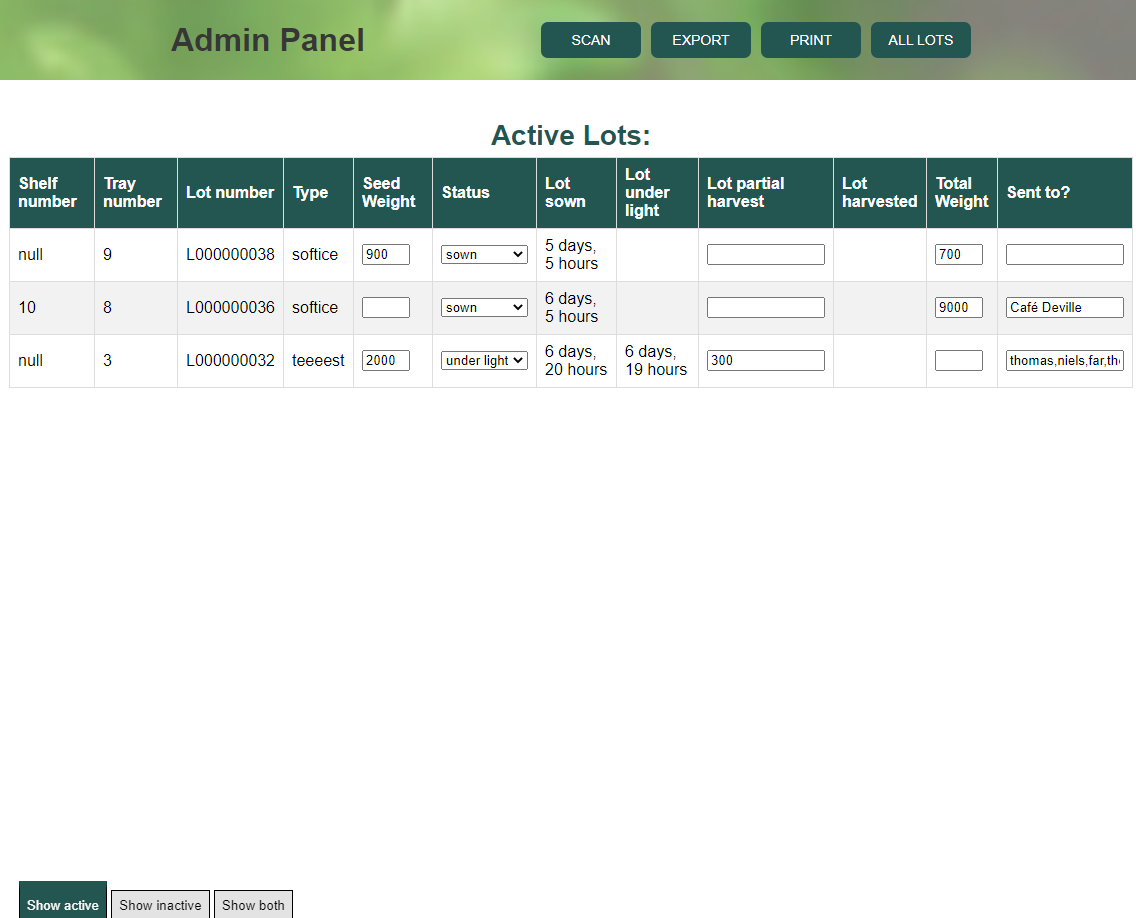 Admin Panel
SCAN EXPORT PRINT ALL LOTS
Active Lots:
Shelf number Tray number Lot number Type Seed Weight Status Lot sown Lot under light Lot partial harvest Lot harvested Total Weight Sent to?
null 9 L000000038 softice 900 sown 5 days, 5 hours 700
10 8 L000000036 softice sown 6 days, 5 hours 9000 Café Deville
null 3 L000000032 teeeest 2000 under light 6 days, 20 hours 6 days, 19 hours 300 thomas,niels,far,th
Show active Show inactive Show both